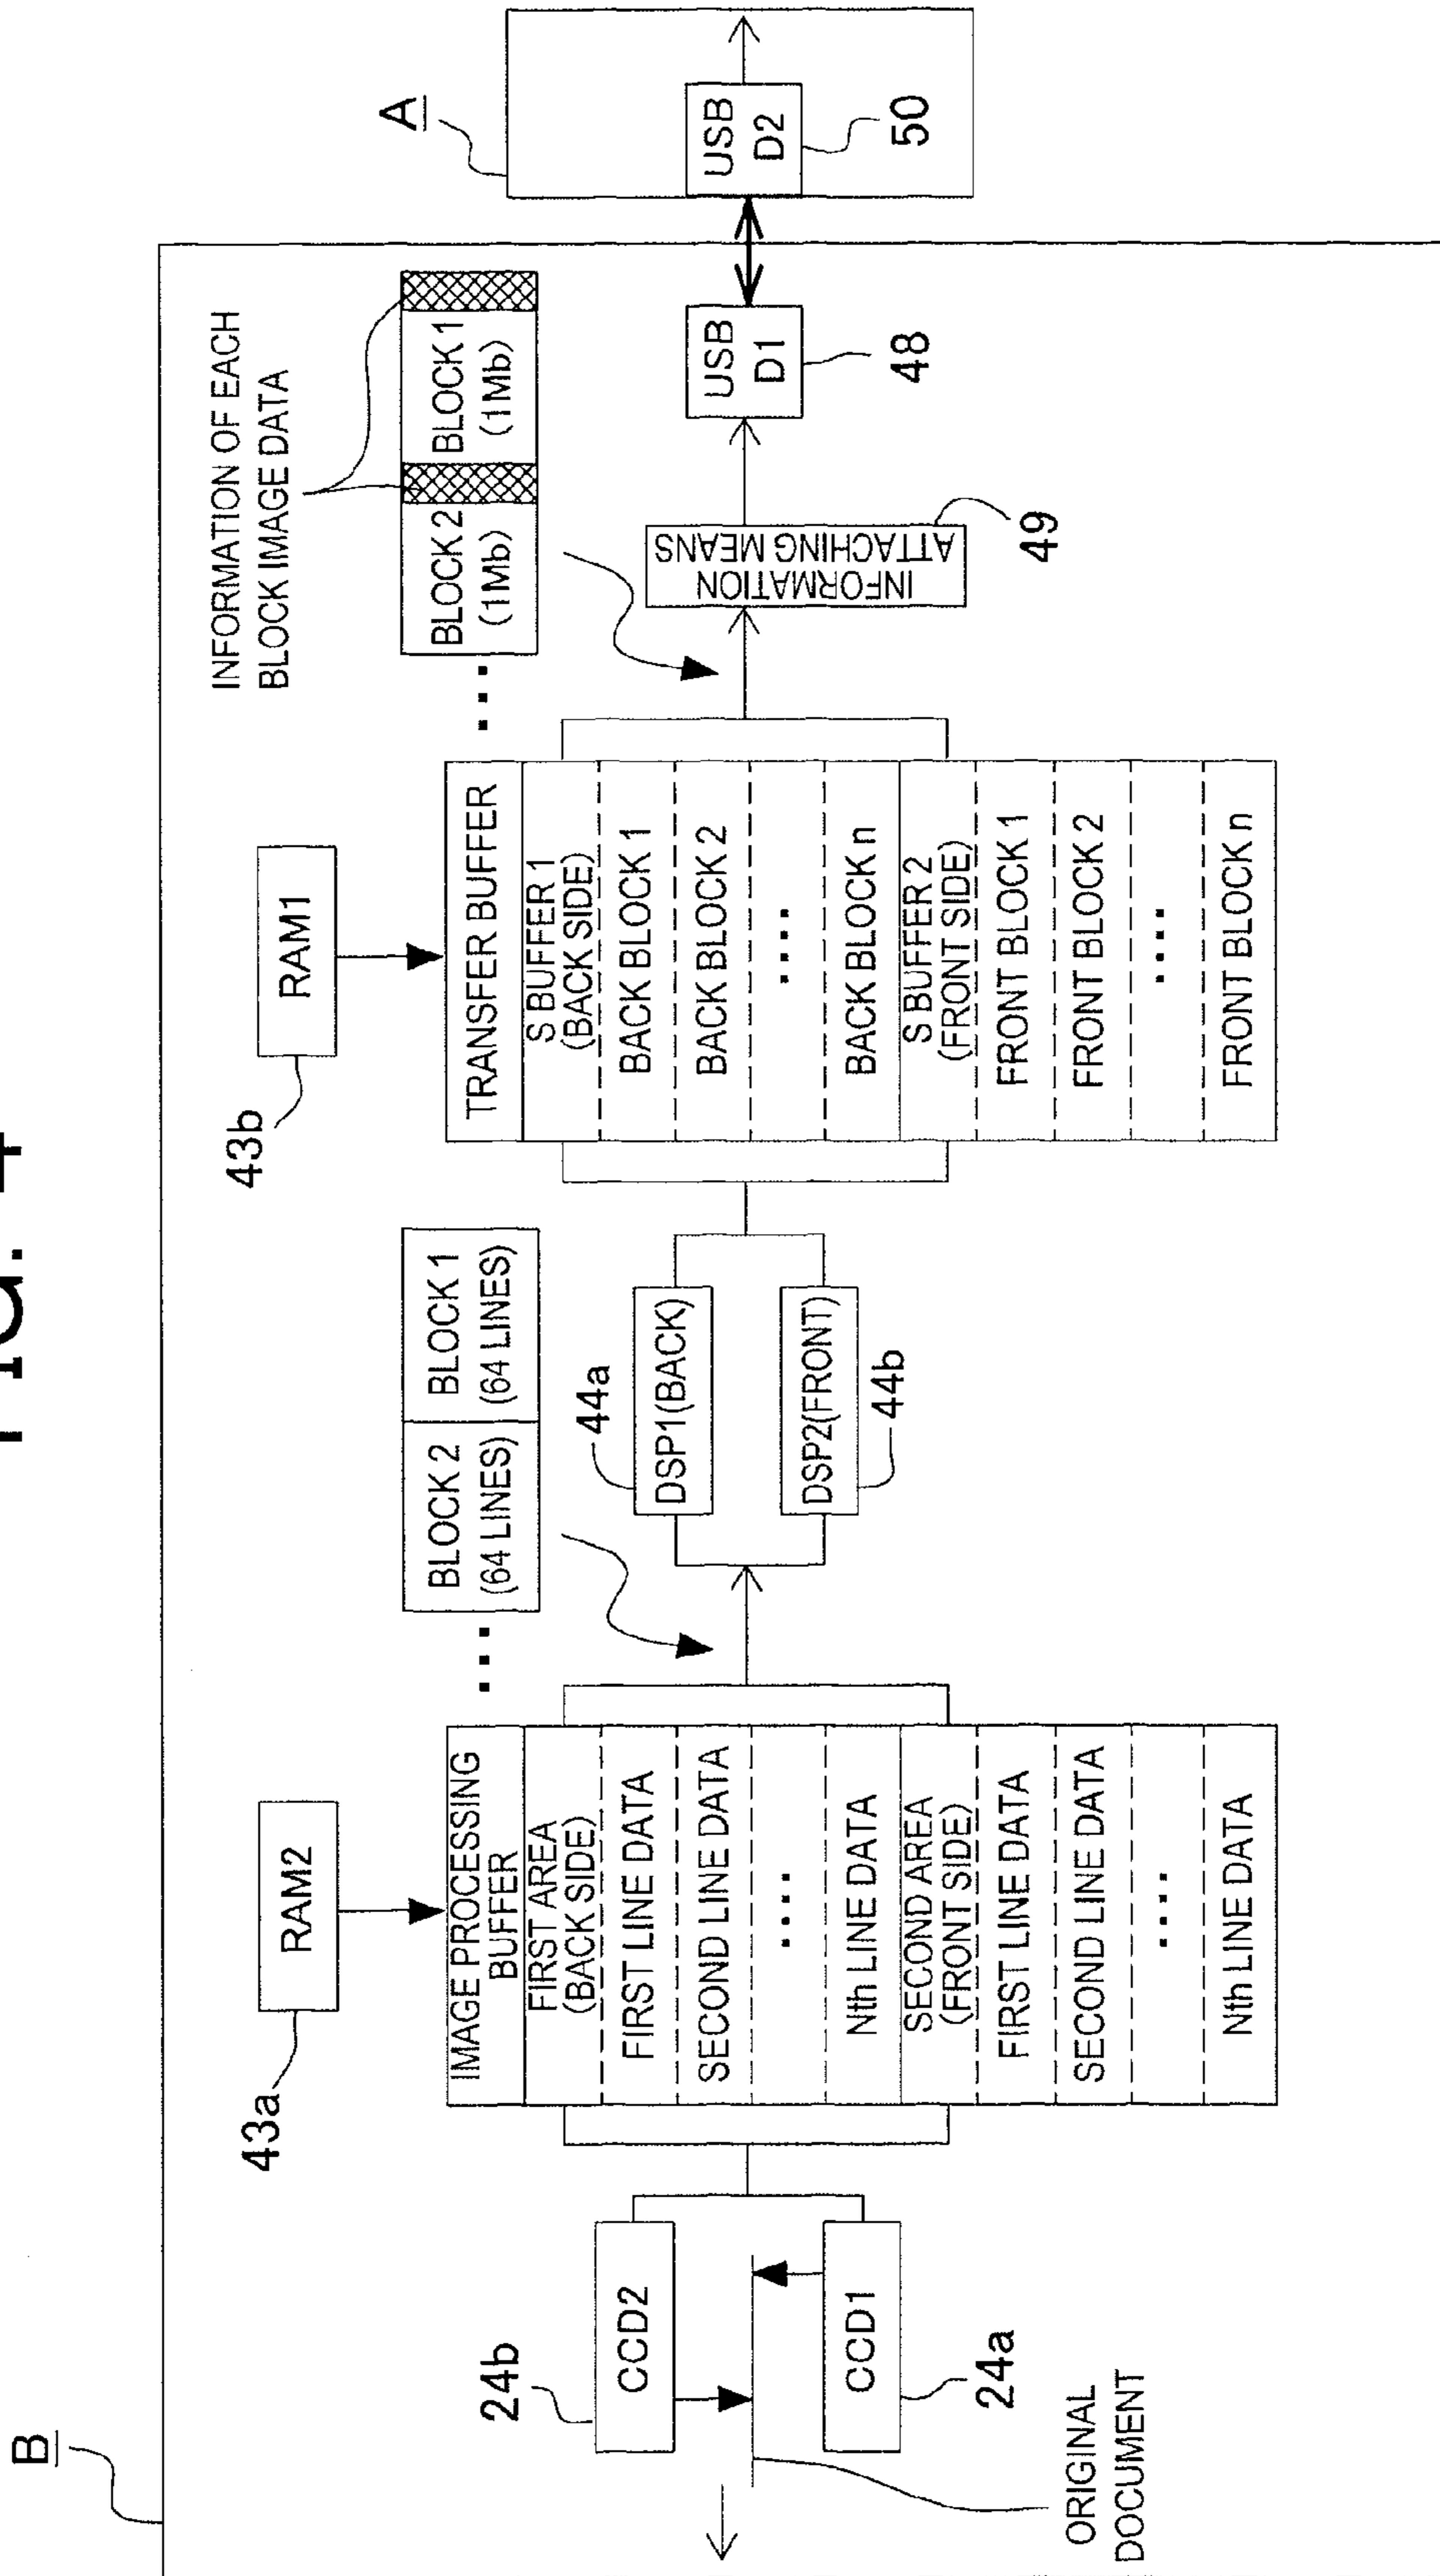 FIG. 4
B
A
43a
RAM2
43b
RAM1
INFORMATION OF EACH
BLOCK IMAGE DATA
BLOCK 2
(64 LINES)
BLOCK 1
(64 LINES)
BLOCK 2
(1Mb)
BLOCK 1
(1Mb)
24b
CCD2
CCD1
24a
ORIGINAL
DOCUMENT
IMAGE PROCESSING
BUFFER
FIRST AREA
(BACK SIDE)
FIRST LINE DATA
SECOND LINE DATA
....
Nth LINE DATA
SECOND AREA
(FRONT SIDE)
FIRST LINE DATA
SECOND LINE DATA
....
Nth LINE DATA
...
44a
DSP1(BACK)
DSP2(FRONT)
44b
TRANSFER BUFFER
S BUFFER 1
(BACK SIDE)
BACK BLOCK 1
BACK BLOCK 2
....
BACK BLOCK n
S BUFFER 2
(FRONT SIDE)
FRONT BLOCK 1
FRONT BLOCK 2
....
FRONT BLOCK n
...
INFORMATION
ATTACHING MEANS
49
USB
D1
48
USB
D2
50